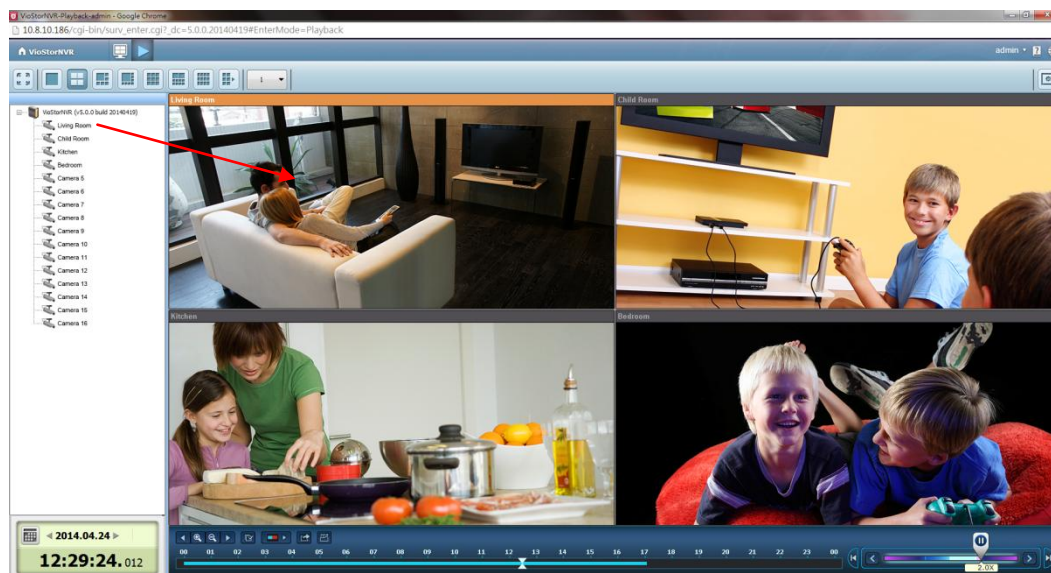 VioStorNVR-Playback-admin - Google Chrome
10.8.10.186/cgi-bin/surv_enter.cgi?_dc=5.0.0.20140419#EnterMode=Playback
VioStorNVR
admin
1
VioStorNVR (v5.0.0 build 20140419)
Living Room
Child Room
Kitchen
Bedroom
Camera 5
Camera 6
Camera 7
Camera 8
Camera 9
Camera 10
Camera 11
Camera 12
Camera 13
Camera 14
Camera 15
Camera 16
Living Room
Child Room
Kitchen
Bedroom
2014.04.24
12:29:24.012
00 01 02 03 04 05 06 07 08 09 10 11 12 13 14 15 16 17 18 19 20 21 22 23 00
2.0X